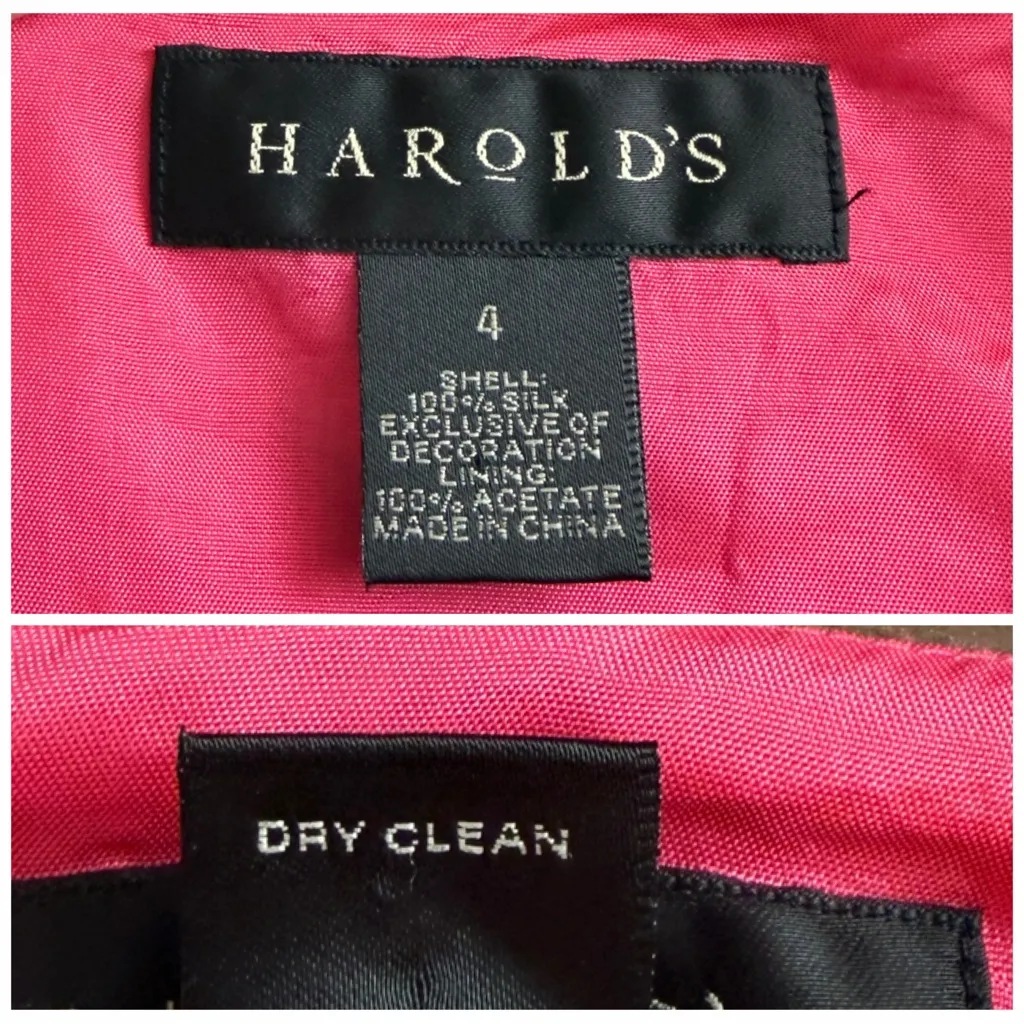 HAROLD'S
4
SHELL:
100% SILK
EXCLUSIVE OF
DECORATION
LINING:
100% ACETATE
MADE IN CHINA
DRY CLEAN